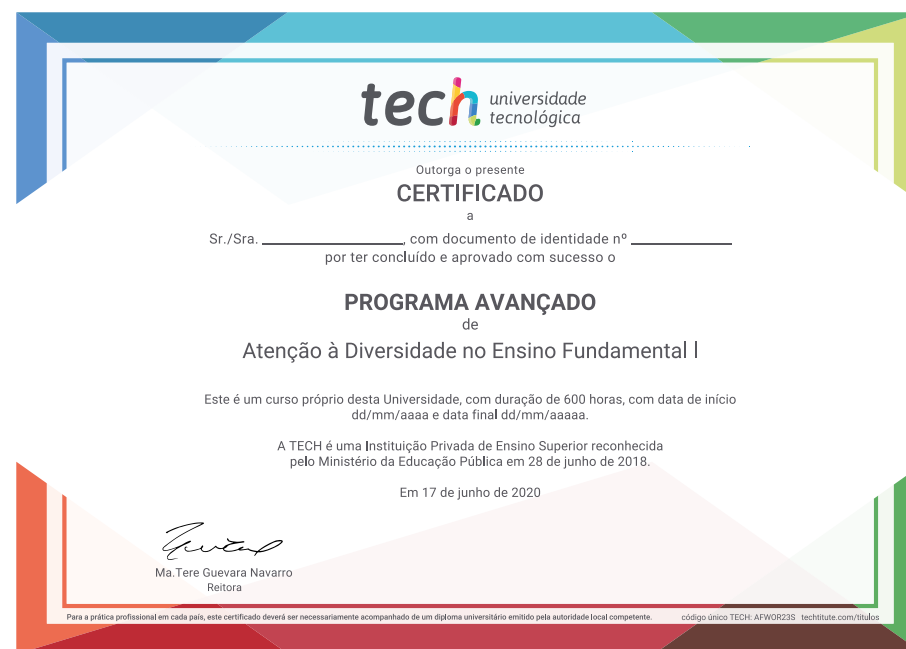 tech universidade
tecnológica
Outorga o presente
CERTIFICADO
a
Sr./Sra. ____________, com documento de identidade nº ____________
por ter concluído e aprovado com sucesso o
PROGRAMA AVANÇADO
de
Atenção à Diversidade no Ensino Fundamental l
Este é um curso próprio desta Universidade, com duração de 600 horas, com data de início
dd/mm/aaaa e data final dd/mm/aaaaa.
A TECH é uma Instituição Privada de Ensino Superior reconhecida
pelo Ministério da Educação Pública em 28 de junho de 2018.
Em 17 de junho de 2020
Ma.Tere Guevara Navarro
Reitora
Para a prática profissional em cada país, este certificado deverá ser necessariamente acompanhado de um diploma universitário emitido pela autoridade local competente. código único TECH: AFWOR23S techtitute.com/titulos